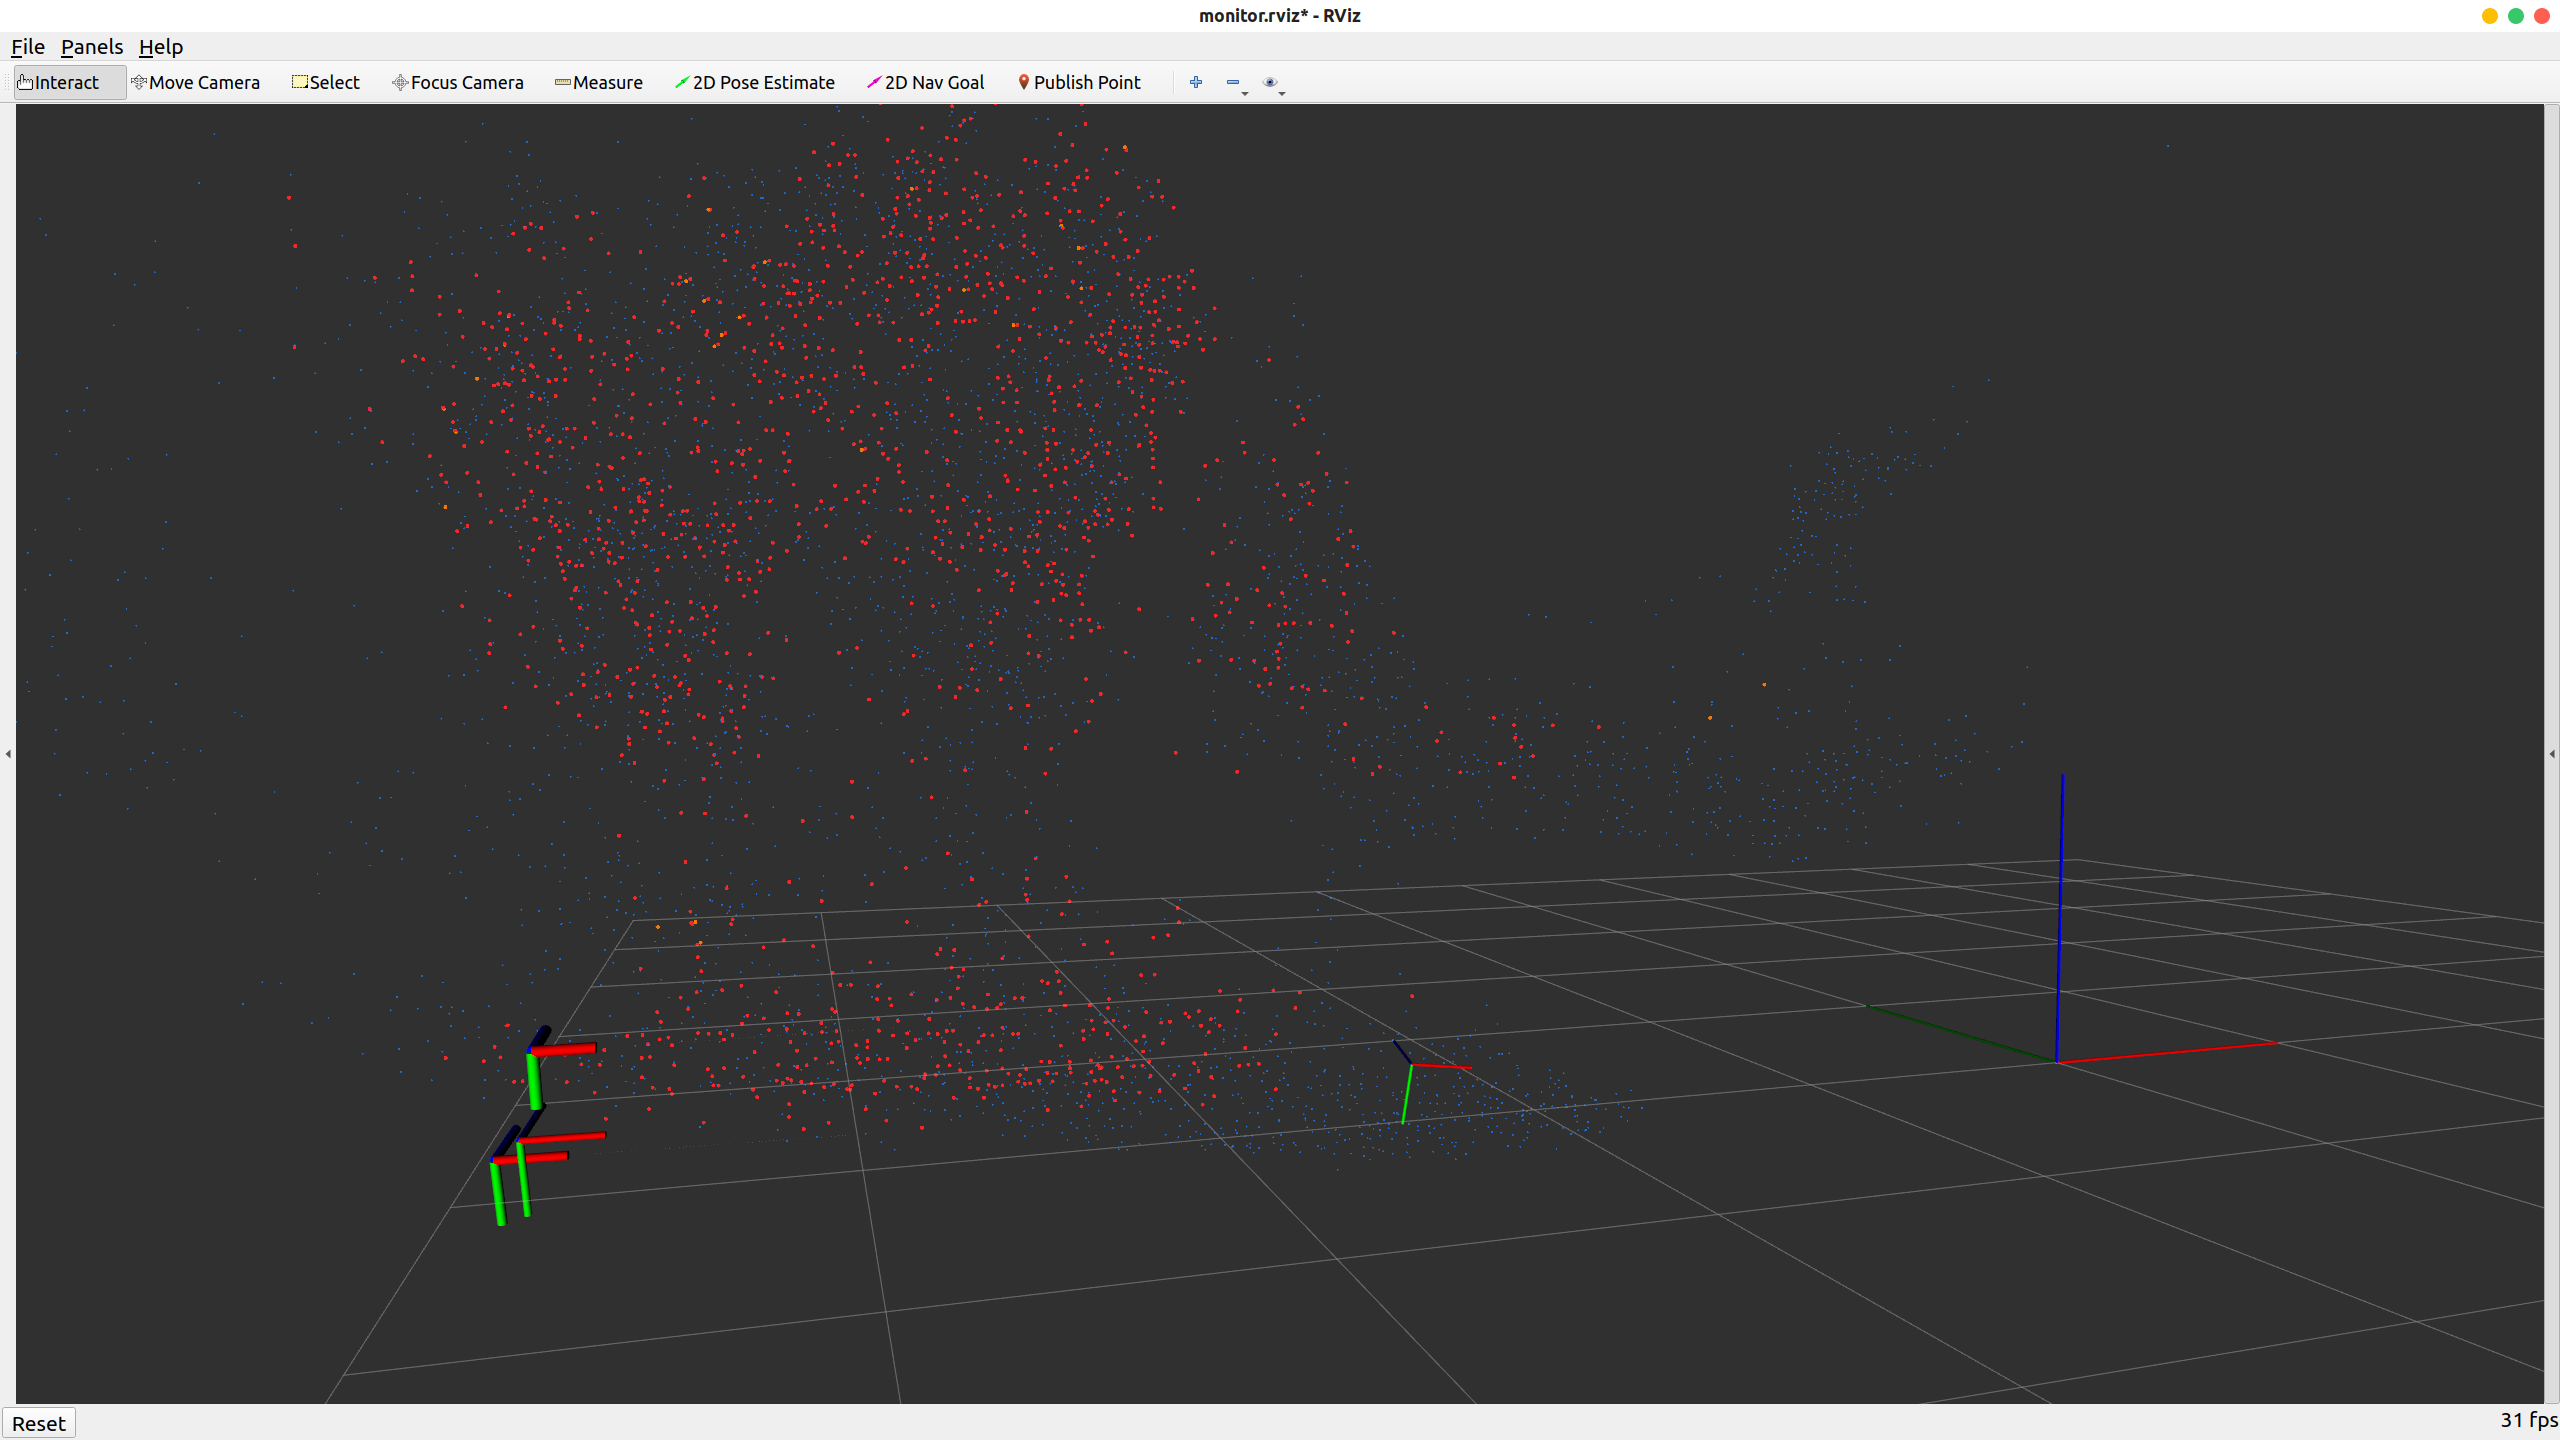 monitor.rviz* - RViz
File Panels Help
Interact Move Camera Select Focus Camera Measure 2D Pose Estimate 2D Nav Goal Publish Point
Reset 31 fps